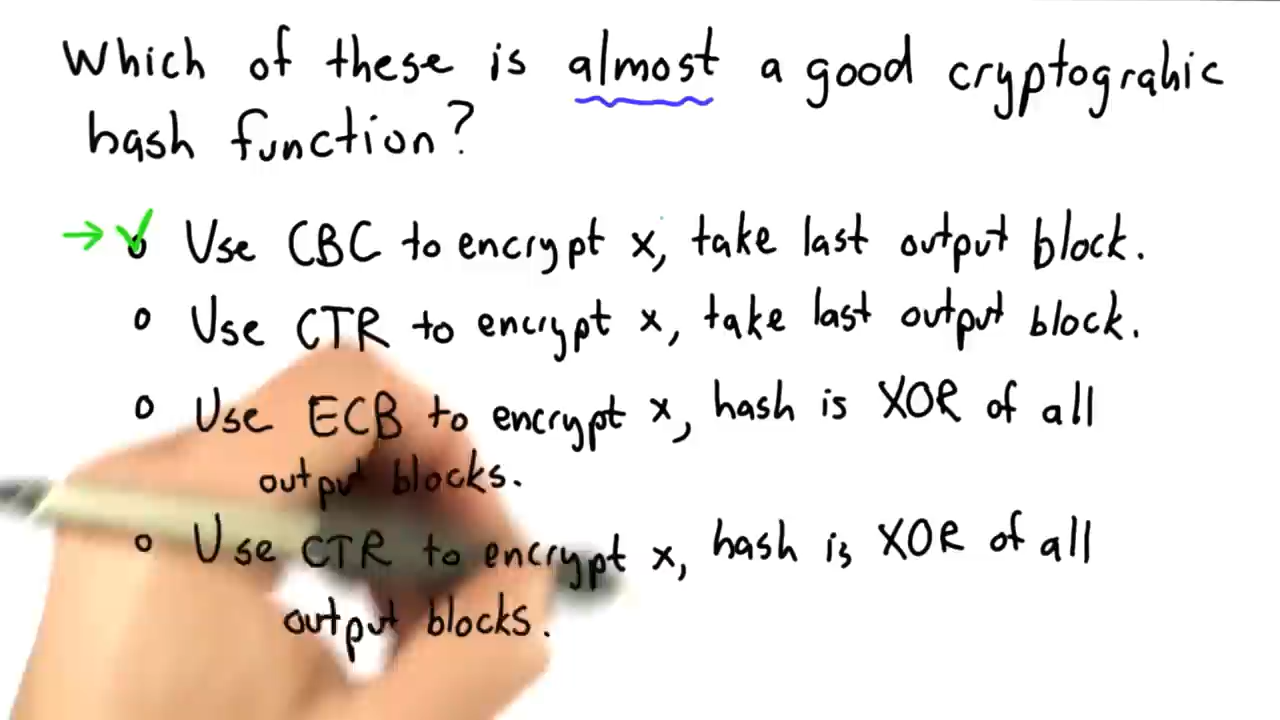 Which of these is almost a good cryptograhic
hash function?
→ ✓ Use CBC to encrypt x, take last output block.
o Use CTR to encrypt x, take last output block.
o Use ECB to encrypt x, hash is XOR of all
output blocks.
o Use CTR to encrypt x, hash is XOR of all
output blocks.